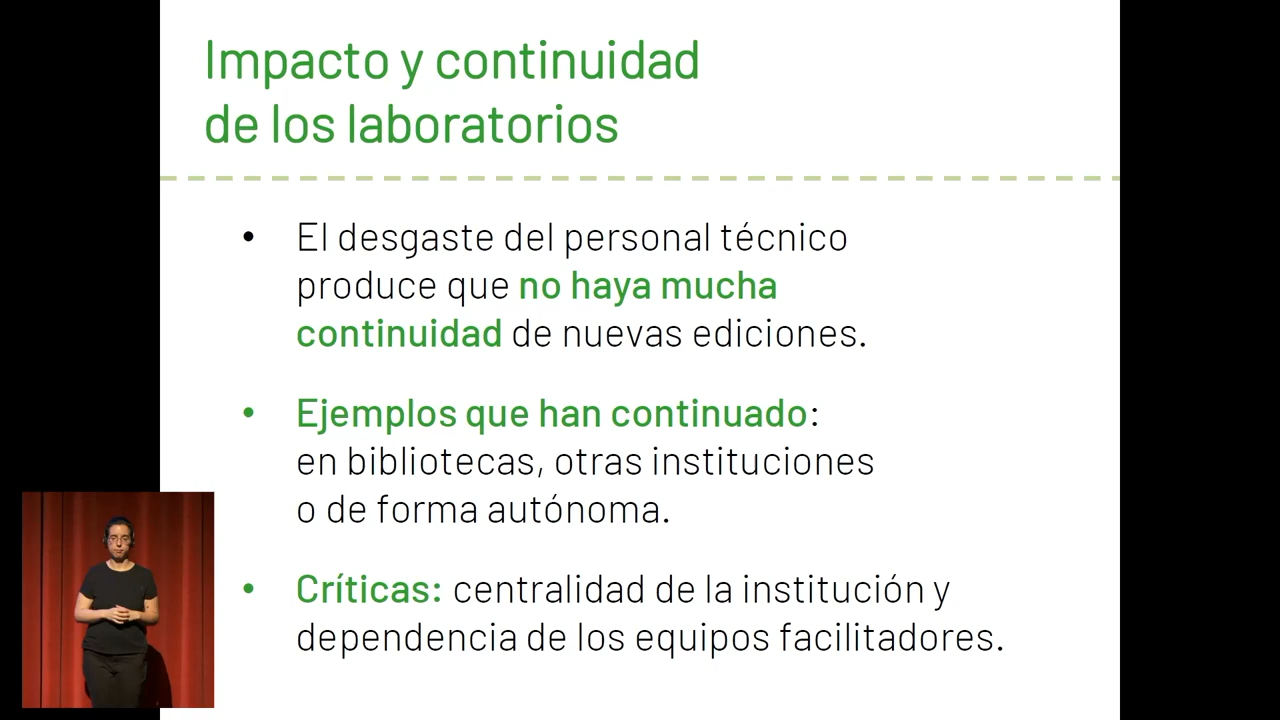 Impacto y continuidad
de los laboratorios
• El desgaste del personal técnico
produce que no haya mucha
continuidad de nuevas ediciones.
• Ejemplos que han continuado:
en bibliotecas, otras instituciones
o de forma autónoma.
• Críticas: centralidad de la institución y
dependencia de los equipos facilitadores.